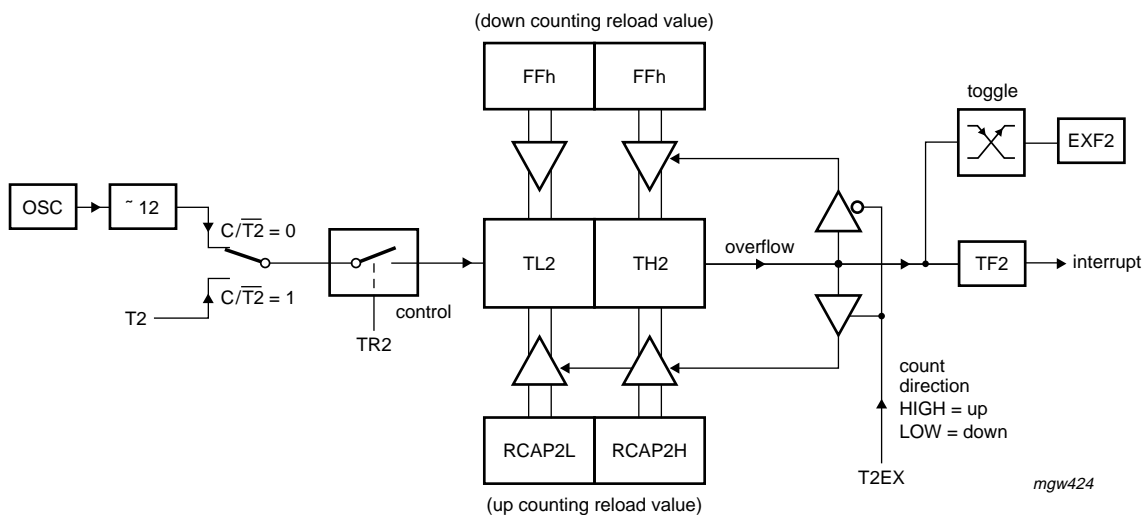 (down counting reload value)
FFh
FFh
toggle
EXF2
OSC
~ 12
C/T2 = 0
TL2
TH2
overflow
TF2
interrupt
C/T2 = 1
T2
control
TR2
count
direction
HIGH = up
LOW = down
RCAP2L
RCAP2H
T2EX
mgw424
(up counting reload value)